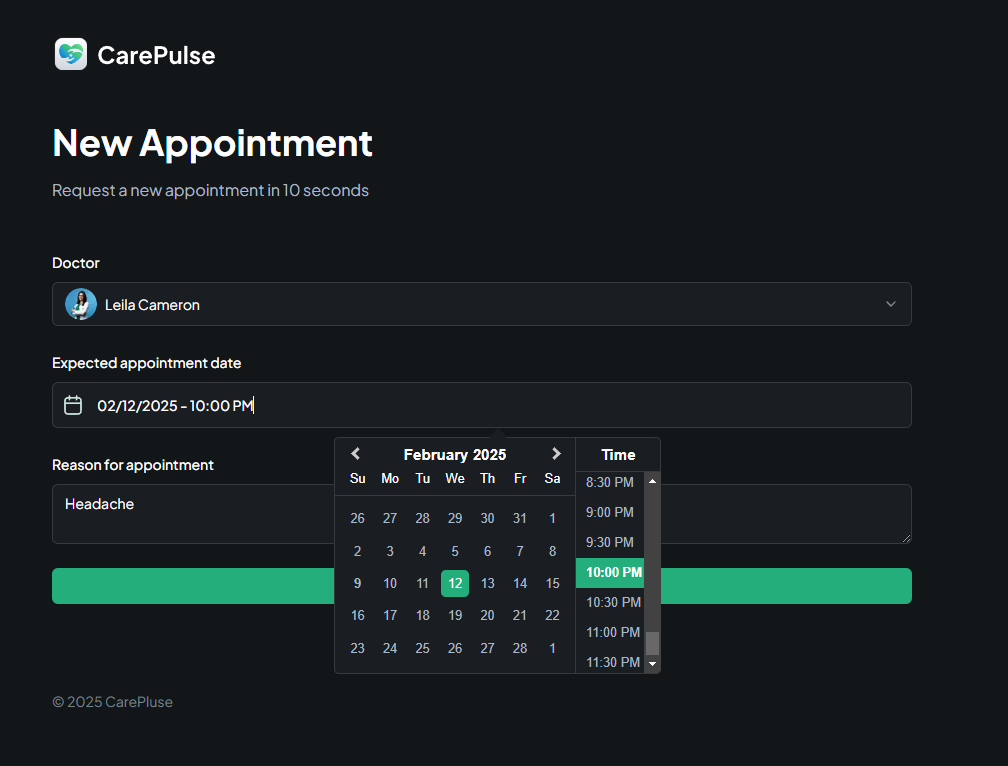 CarePulse
New Appointment
Request a new appointment in 10 seconds
Doctor
Leila Cameron
Expected appointment date
02/12/2025 - 10:00 PM
Reason for appointment
Headache
February 2025
Su Mo Tu We Th Fr Sa
26 27 28 29 30 31 1
2 3 4 5 6 7 8
9 10 11 12 13 14 15
16 17 18 19 20 21 22
23 24 25 26 27 28 1
Time
8:30 PM
9:00 PM
9:30 PM
10:00 PM
10:30 PM
11:00 PM
11:30 PM
© 2025 CarePluse